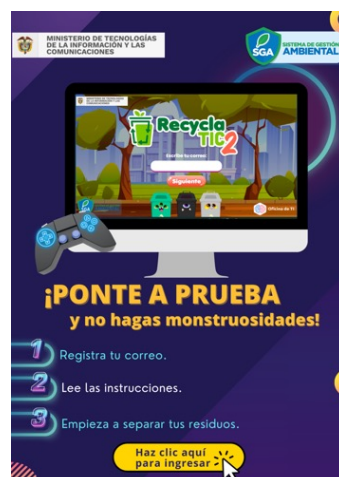 MINISTERIO DE TECNOLOGÍAS
DE LA INFORMACIÓN Y LAS
COMUNICACIONES
SGA
SISTEMA DE GESTIÓN
AMBIENTAL
Recycla
TIC2
Escribe tu correo
Siguiente
SGA
Oficina de TI
¡PONTE A PRUEBA
y no hagas monstruosidades!
1 Registra tu correo.
2 Lee las instrucciones.
3 Empieza a separar tus residuos.
Haz clic aquí
para ingresar